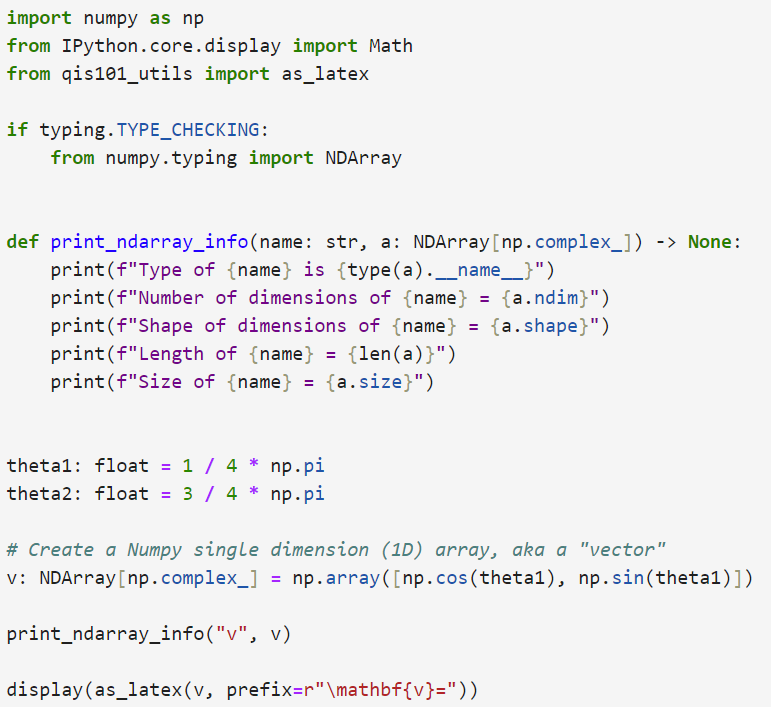 import numpy as np
from IPython.core.display import Math
from qis101_utils import as_latex

if typing.TYPE_CHECKING:
    from numpy.typing import NDArray


def print_ndarray_info(name: str, a: NDArray[np.complex_]) -> None:
    print(f"Type of {name} is {type(a).__name__}")
    print(f"Number of dimensions of {name} = {a.ndim}")
    print(f"Shape of dimensions of {name} = {a.shape}")
    print(f"Length of {name} = {len(a)}")
    print(f"Size of {name} = {a.size}")


theta1: float = 1 / 4 * np.pi
theta2: float = 3 / 4 * np.pi

# Create a Numpy single dimension (1D) array, aka a "vector"
v: NDArray[np.complex_] = np.array([np.cos(theta1), np.sin(theta1)])

print_ndarray_info("v", v)

display(as_latex(v, prefix=r"\mathbf{v}="))